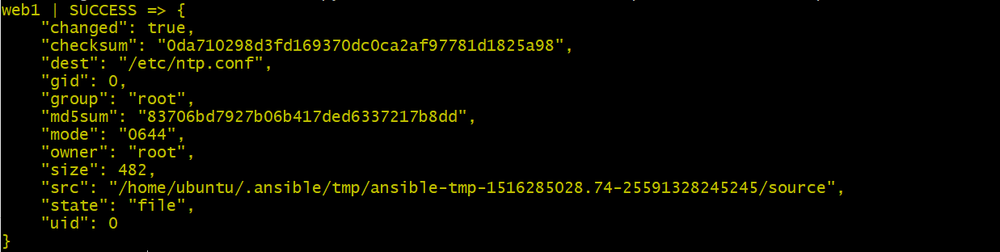 web1 | SUCCESS => {
    "changed": true,
    "checksum": "0da710298d3fd169370dc0ca2af97781d1825a98",
    "dest": "/etc/ntp.conf",
    "gid": 0,
    "group": "root",
    "md5sum": "83706bd7927b06b417ded6337217b8dd",
    "mode": "0644",
    "owner": "root",
    "size": 482,
    "src": "/home/ubuntu/.ansible/tmp/ansible-tmp-1516285028.74-25591328245245/source",
    "state": "file",
    "uid": 0
}